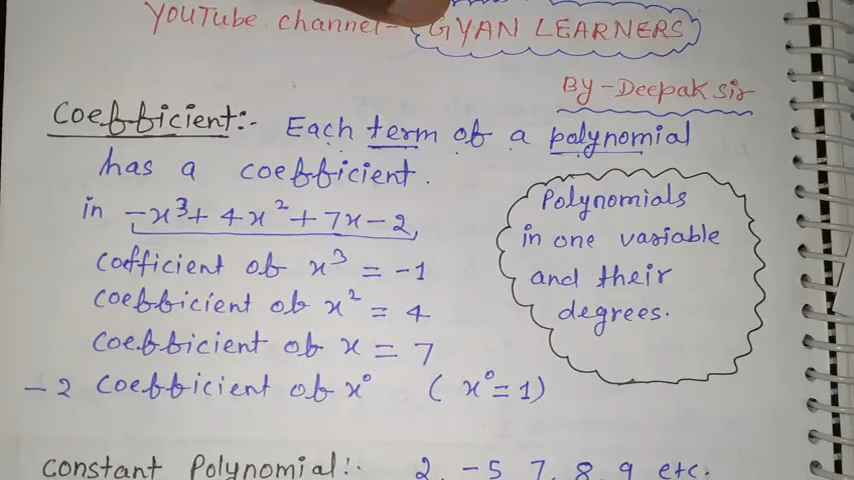 YouTube channel- GYAN LEARNERS
By-Deepak sir
Coefficient:- Each term of a polynomial
has a coefficient.
in -x³+ 4x²+7x-2
cofficient of x³ = -1
coefficient of x² = 4
coefficient of x = 7
-2 coefficient of x⁰ (x⁰=1)
Polynomials
in one variable
and their
degrees.
constant Polynomial:- 2, -5, 7, 8, 9 etc.